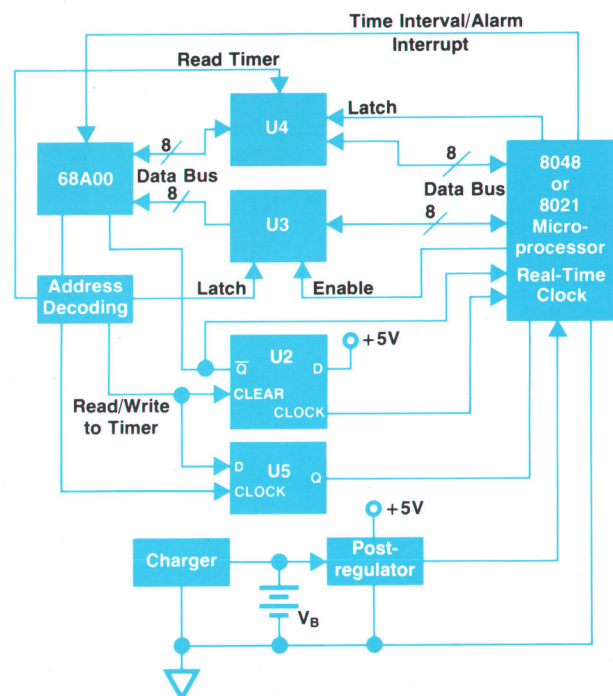 Time Interval/Alarm
Interrupt
Read Timer
U4
Latch
8
8
68A00
Data Bus
8
Data Bus
8
U3
8048
or
8021
Micro-
processor
Real-Time
Clock
Address
Decoding
Latch
Enable
U2
+5V
Q
D
CLEAR
CLOCK
Read/Write
to Timer
U5
D
Q
CLOCK
+5V
Charger
Post-
regulator
VB